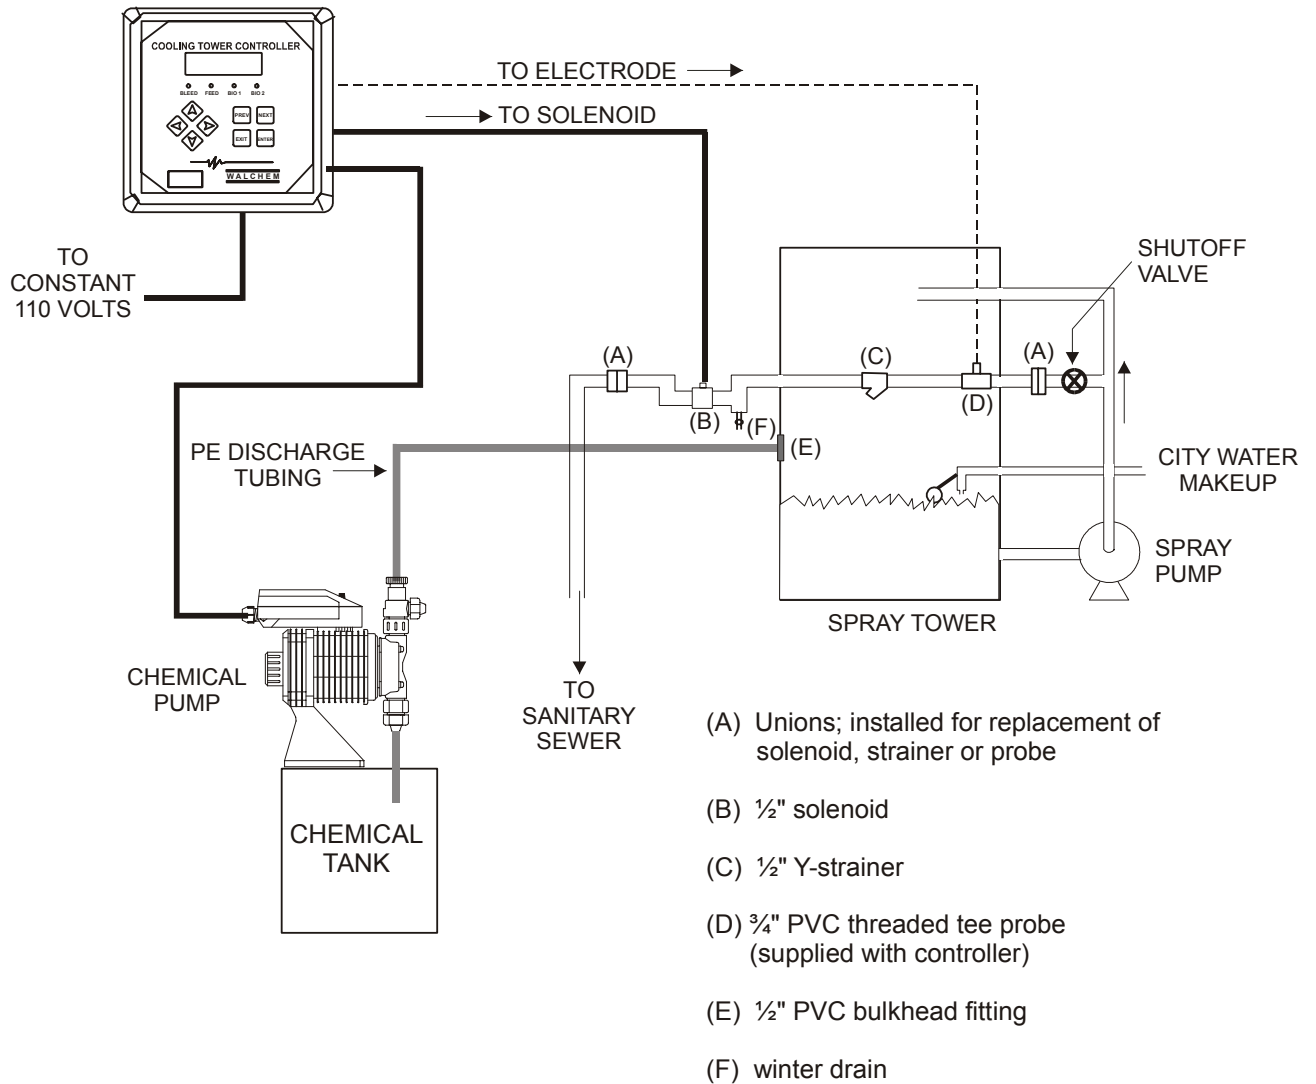 COOLING TOWER CONTROLLER
BLEED FEED BIO 1 BIO 2
PREV NEXT
EXIT ENTER
WALCHEM
TO ELECTRODE
TO SOLENOID
TO
CONSTANT
110 VOLTS
SHUTOFF
VALVE
(A)
(C)
(A)
(D)
(B)
(F)
(E)
PE DISCHARGE
TUBING
CITY WATER
MAKEUP
SPRAY
PUMP
SPRAY TOWER
CHEMICAL
PUMP
TO
SANITARY
SEWER
CHEMICAL
TANK
(A) Unions; installed for replacement of
solenoid, strainer or probe
(B) ½" solenoid
(C) ½" Y-strainer
(D) ¾" PVC threaded tee probe
(supplied with controller)
(E) ½" PVC bulkhead fitting
(F) winter drain